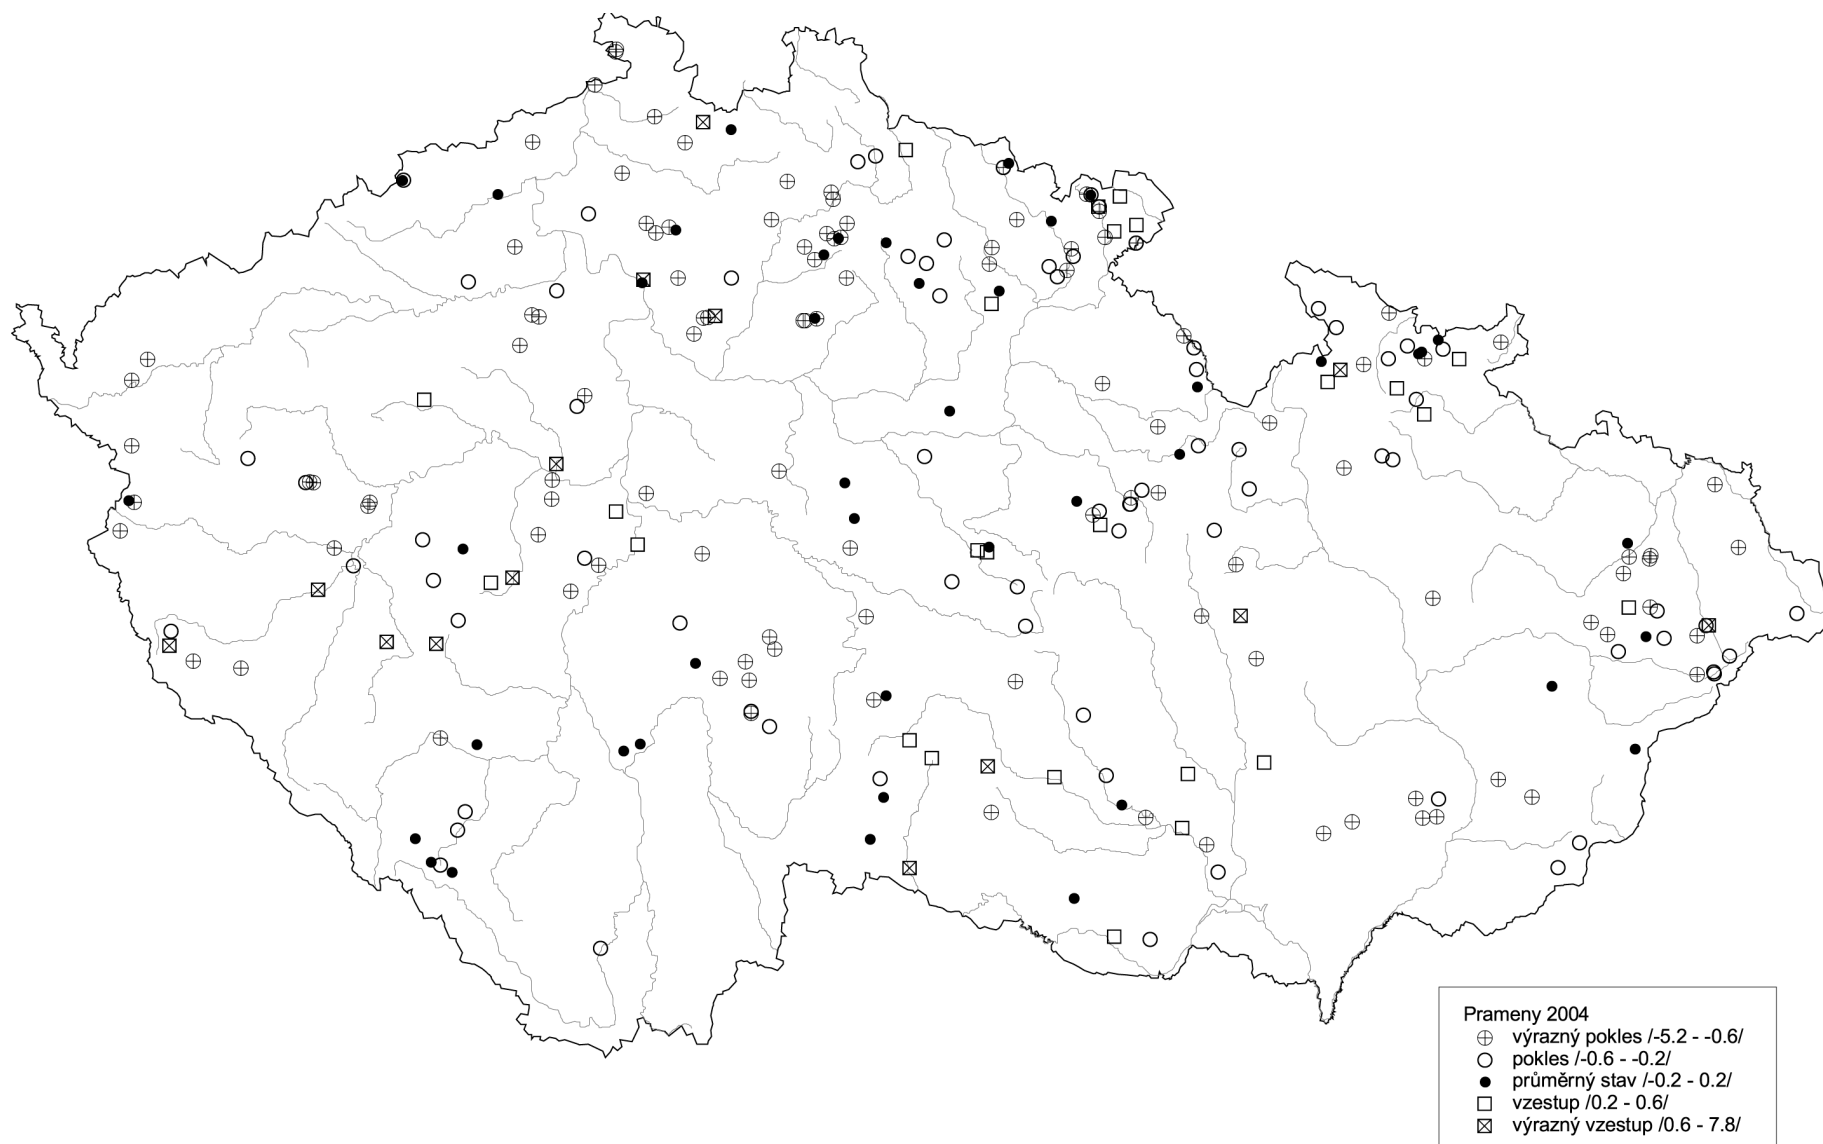 Prameny 2004
výrazný pokles /-5.2 - -0.6/
pokles /-0.6 - -0.2/
průměrný stav /-0.2 - 0.2/
vzestup /0.2 - 0.6/
výrazný vzestup /0.6 - 7.8/